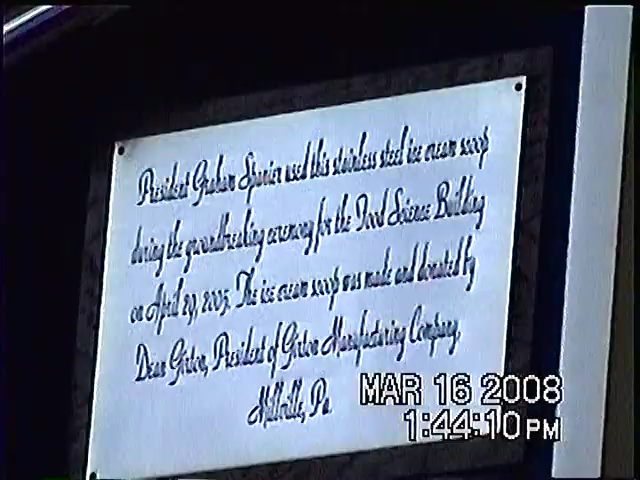 President Graham Spanier used this stainless steel ice cream scoop
during the groundbreaking ceremony for the Food Science Building
on April 29, 2005. The ice cream scoop was made and donated by
Dean Girton, President of Girton Manufacturing Company,
Millville, Pa.
MAR 16 2008
1:44:10 PM